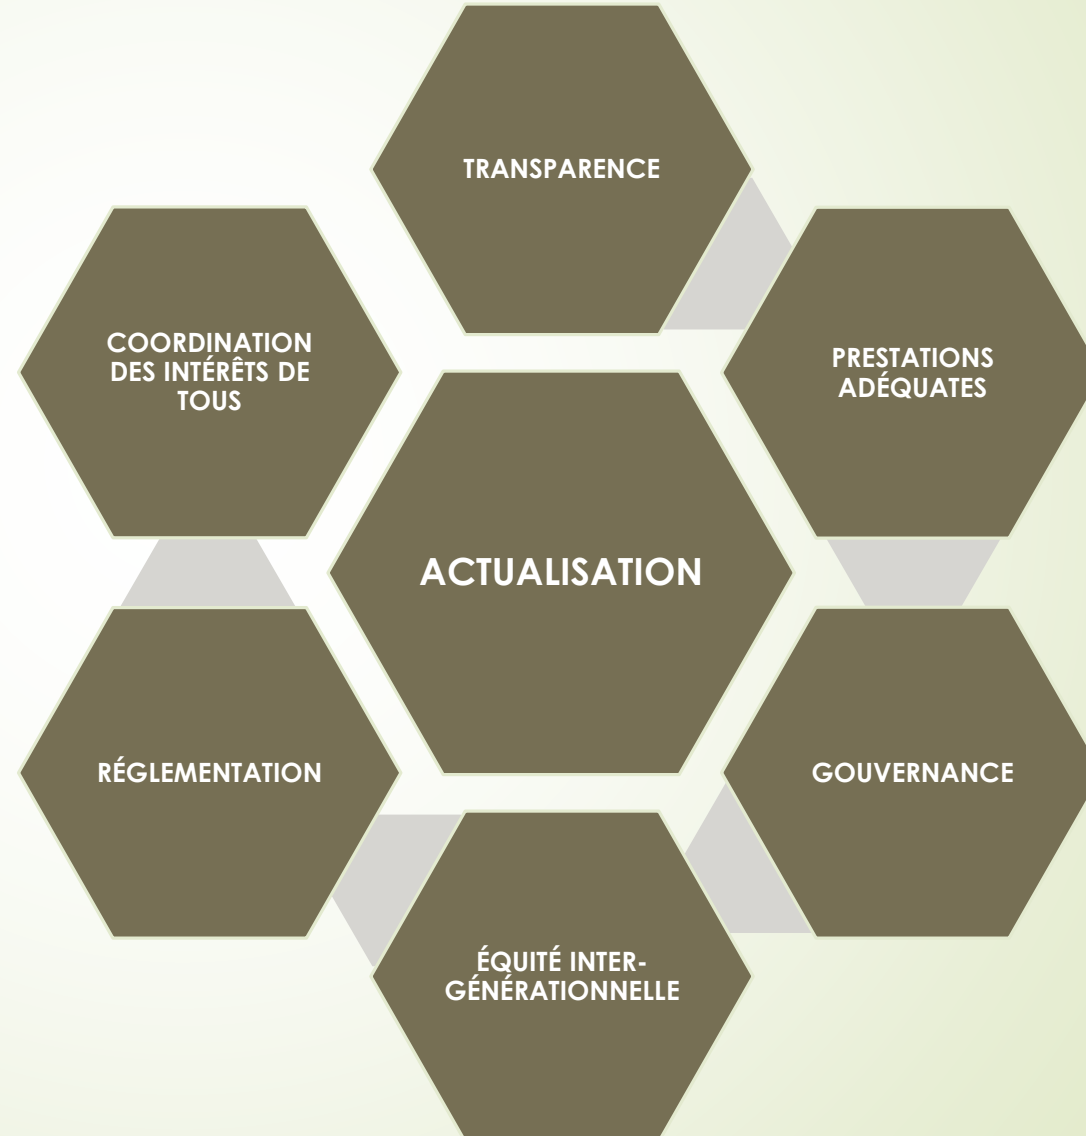 TRANSPARENCE
COORDINATION
DES INTÉRÊTS DE
TOUS
PRESTATIONS
ADÉQUATES
ACTUALISATION
RÉGLEMENTATION
GOUVERNANCE
ÉQUITÉ INTER-
GÉNÉRATIONNELLE